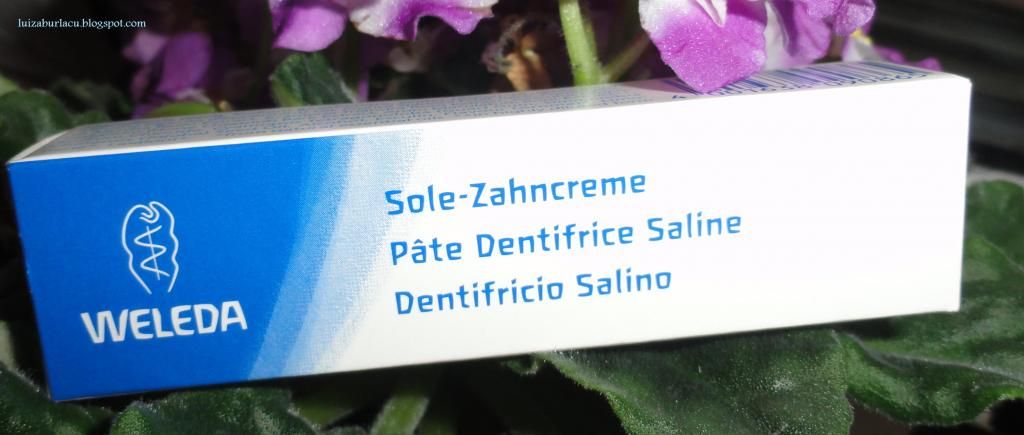 luizaburlacu.blogspot.com
WELEDA
Sole-Zahncreme
Pâte Dentifrice Saline
Dentifricio Salino